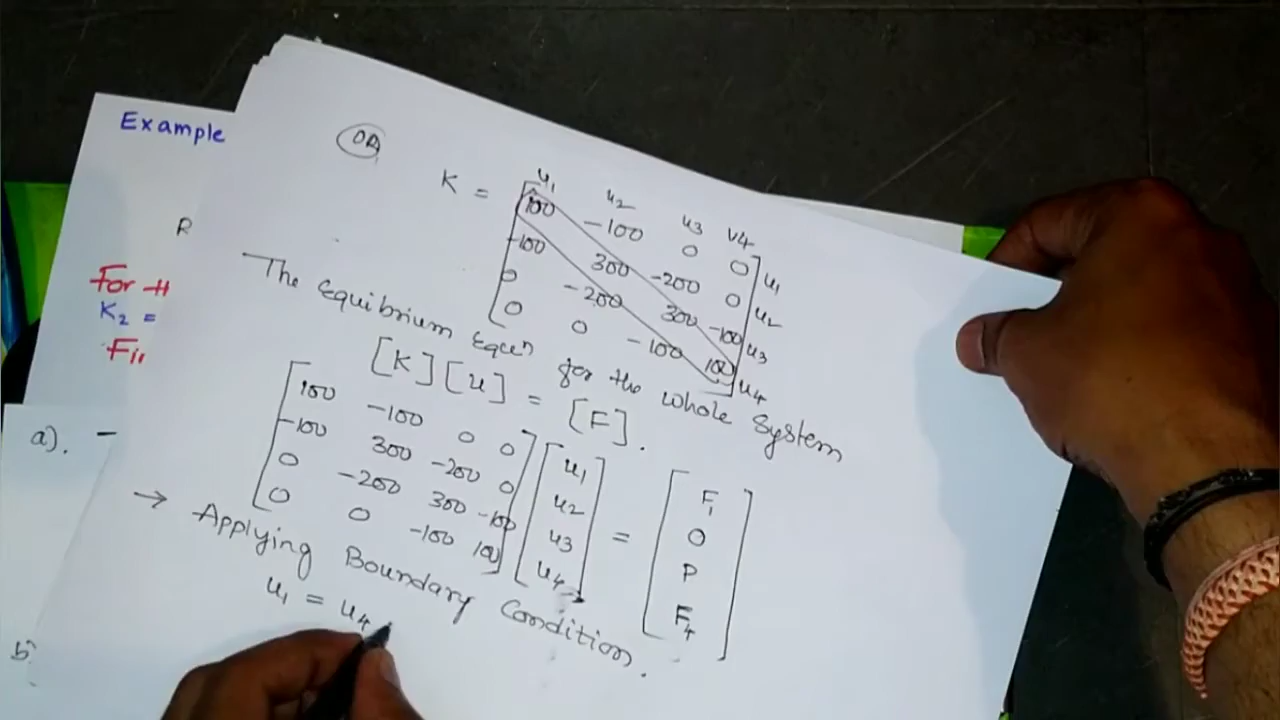 Example
OR
R
For
K₂ =
a). –
b)
u₁ u₂ u₃ u4
K = [ 100 -100 0 0 ] u₁
-100 300 -200 0 u₂
0 -200 300 -100 u₃
0 0 -100 100 u₄
The Equibrium Equcn for the whole System
[K] [u] = [F].
[ 100 -100 0 0 ] [ u₁ ] = [ F₁ ]
-100 300 -200 0 u₂ 0
0 -200 300 -100 u₃ P
0 0 -100 100 u₄ F₄
→ Applying Boundary Condition.
u₁ = u₄